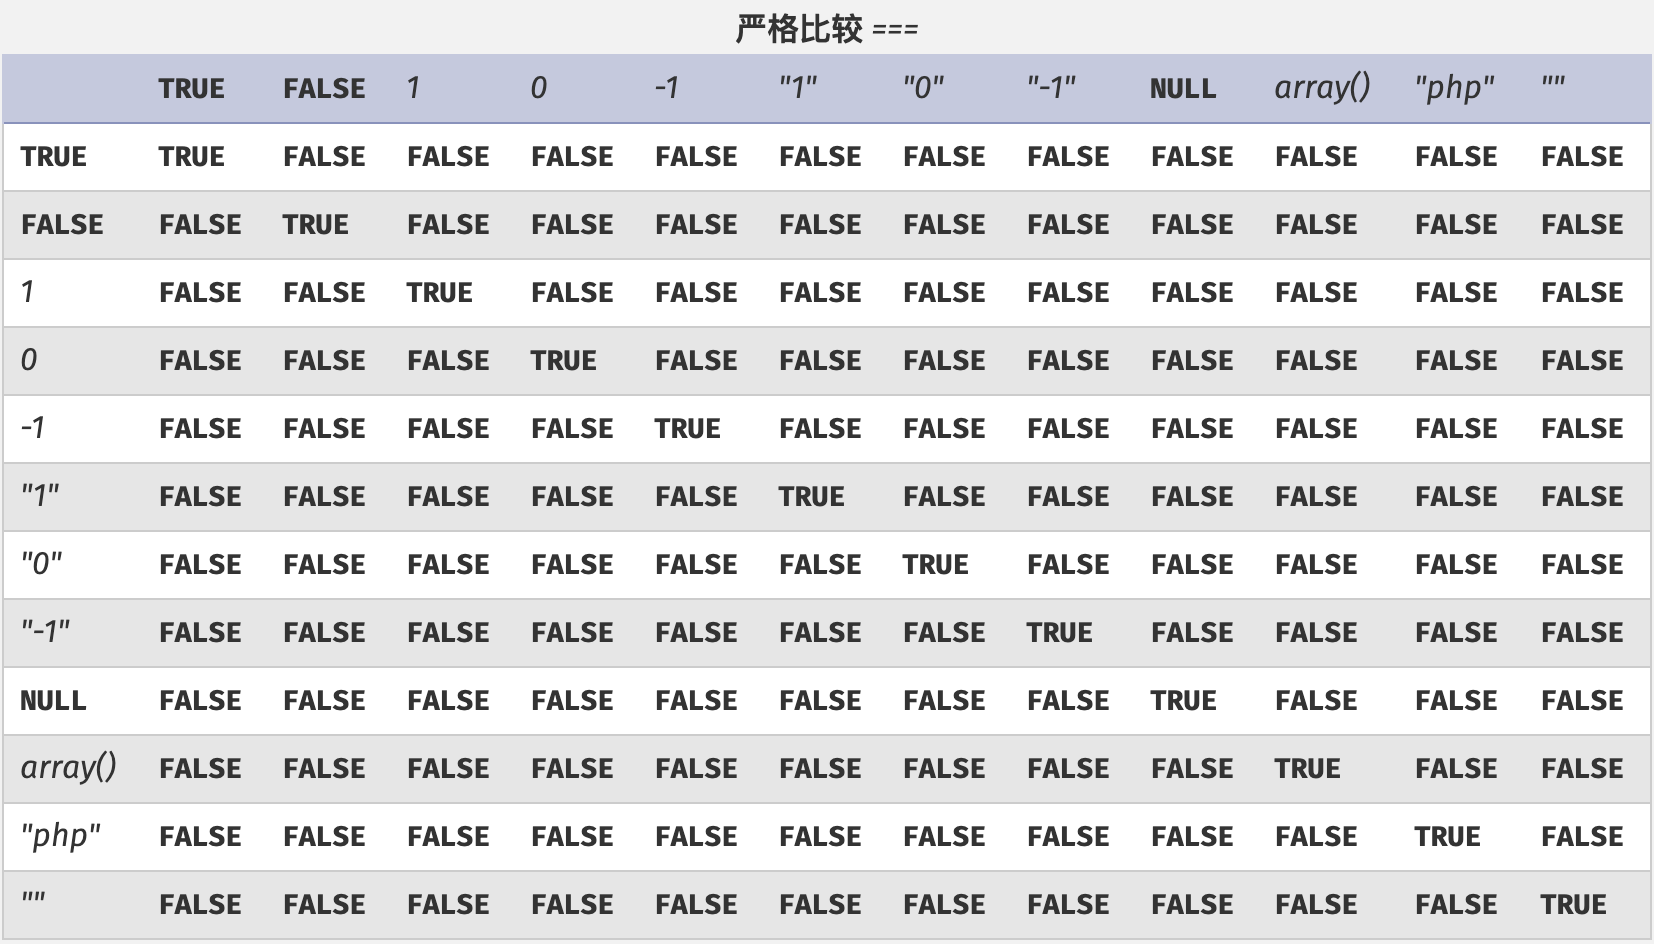 严格比较 ===
TRUE FALSE 1 0 -1 "1" "0" "-1" NULL array() "php" ""
TRUE TRUE FALSE FALSE FALSE FALSE FALSE FALSE FALSE FALSE FALSE FALSE FALSE
FALSE FALSE TRUE FALSE FALSE FALSE FALSE FALSE FALSE FALSE FALSE FALSE FALSE
1 FALSE FALSE TRUE FALSE FALSE FALSE FALSE FALSE FALSE FALSE FALSE FALSE
0 FALSE FALSE FALSE TRUE FALSE FALSE FALSE FALSE FALSE FALSE FALSE FALSE
-1 FALSE FALSE FALSE FALSE TRUE FALSE FALSE FALSE FALSE FALSE FALSE FALSE
"1" FALSE FALSE FALSE FALSE FALSE TRUE FALSE FALSE FALSE FALSE FALSE FALSE
"0" FALSE FALSE FALSE FALSE FALSE FALSE TRUE FALSE FALSE FALSE FALSE FALSE
"-1" FALSE FALSE FALSE FALSE FALSE FALSE FALSE TRUE FALSE FALSE FALSE FALSE
NULL FALSE FALSE FALSE FALSE FALSE FALSE FALSE FALSE TRUE FALSE FALSE FALSE
array() FALSE FALSE FALSE FALSE FALSE FALSE FALSE FALSE FALSE TRUE FALSE FALSE
"php" FALSE FALSE FALSE FALSE FALSE FALSE FALSE FALSE FALSE FALSE TRUE FALSE
"" FALSE FALSE FALSE FALSE FALSE FALSE FALSE FALSE FALSE FALSE FALSE TRUE